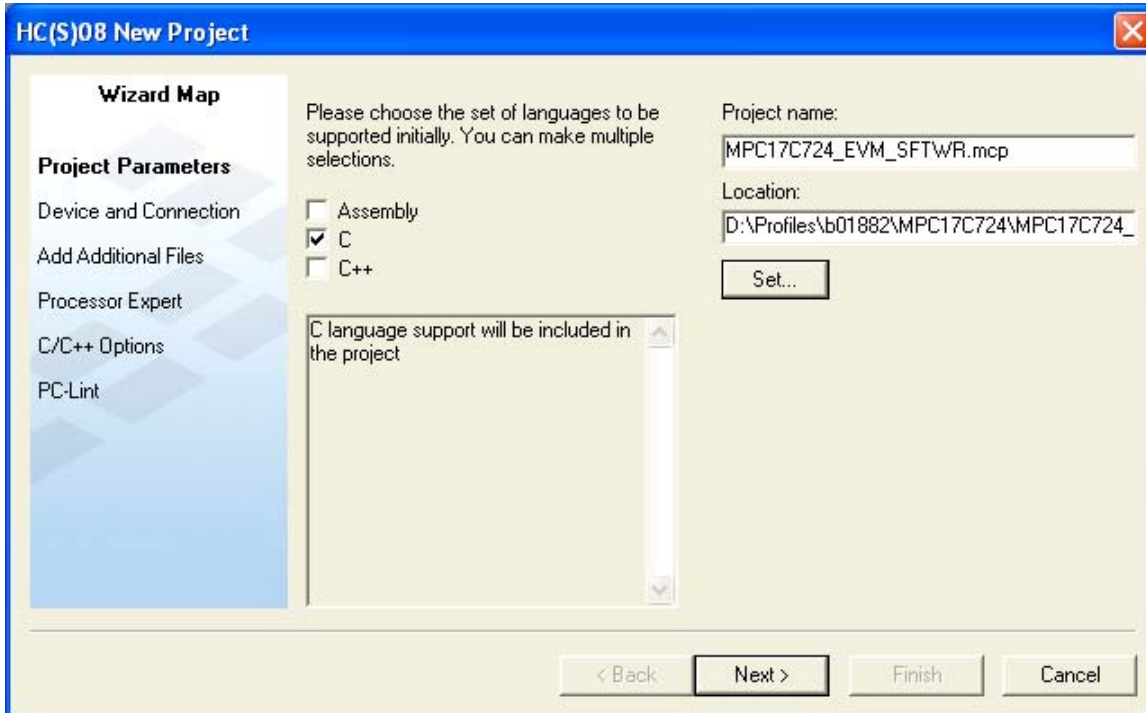 HC(S)08 New Project
Wizard Map
Project Parameters
Device and Connection
Add Additional Files
Processor Expert
C/C++ Options
PC-Lint
Please choose the set of languages to be
supported initially. You can make multiple
selections.
Assembly
C
C++
C language support will be included in
the project
Project name:
MPC17C724_EVM_SFTWR.mcp
Location:
D:\Profiles\b01882\MPC17C724\MPC17C724_
Set...
< Back
Next >
Finish
Cancel